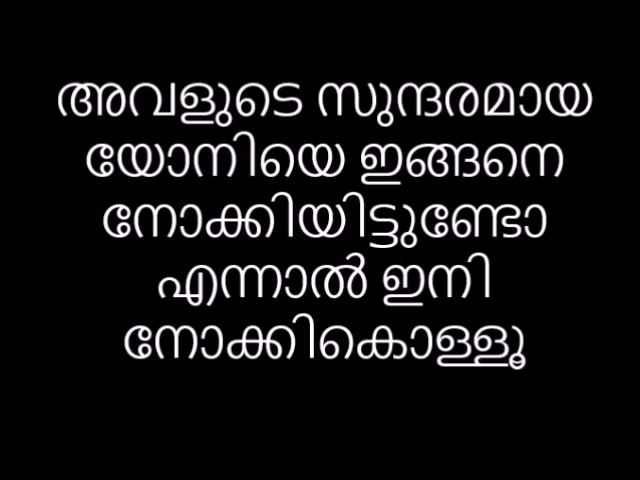 അവളുടെ സുന്ദരമായ
യോനിയെ ഇങ്ങനെ
നോക്കിയിട്ടുണ്ടോ
എന്നാൽ ഇനി
നോക്കികൊള്ളൂ